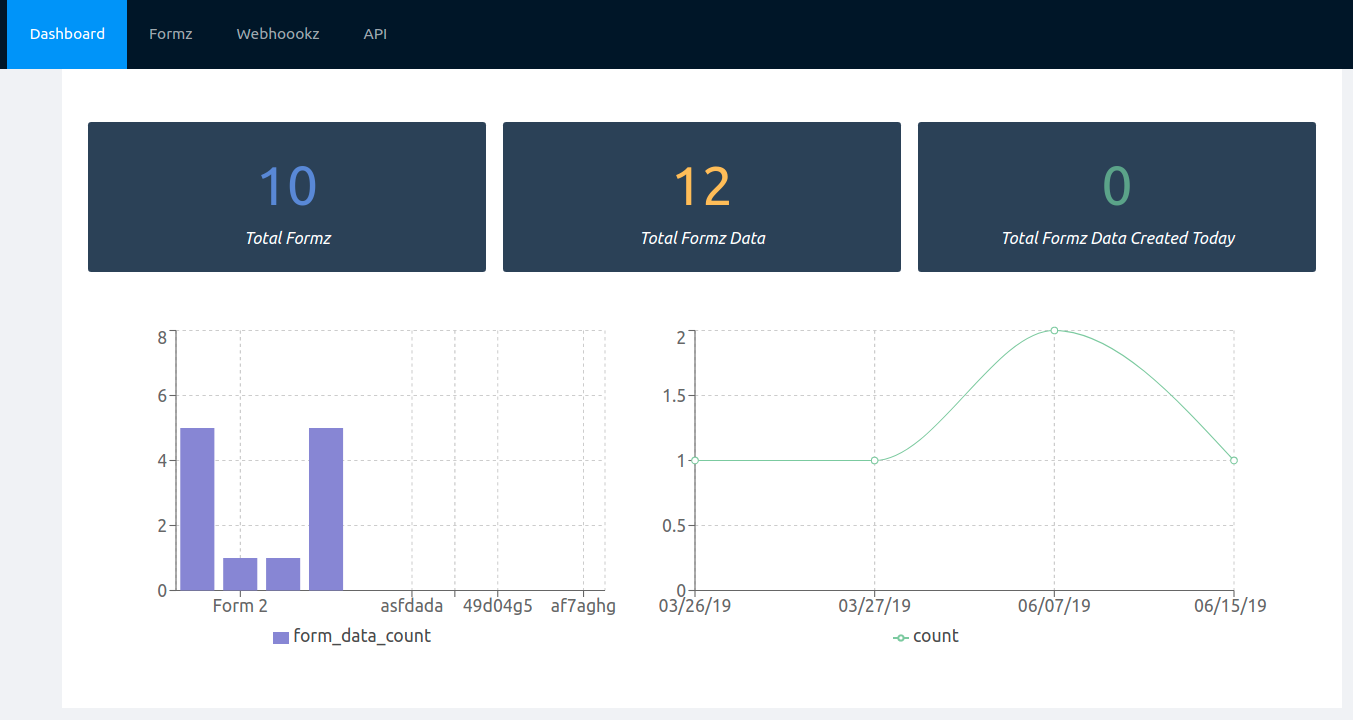 Dashboard Formz Webhoookz API
10 12 0
Total Formz Total Formz Data Total Formz Data Created Today
8
6
4
2
0
Form 2 asfdada 49d04g5 af7aghg
form_data_count
2
1.5
1
0.5
0
03/26/19 03/27/19 06/07/19 06/15/19
count